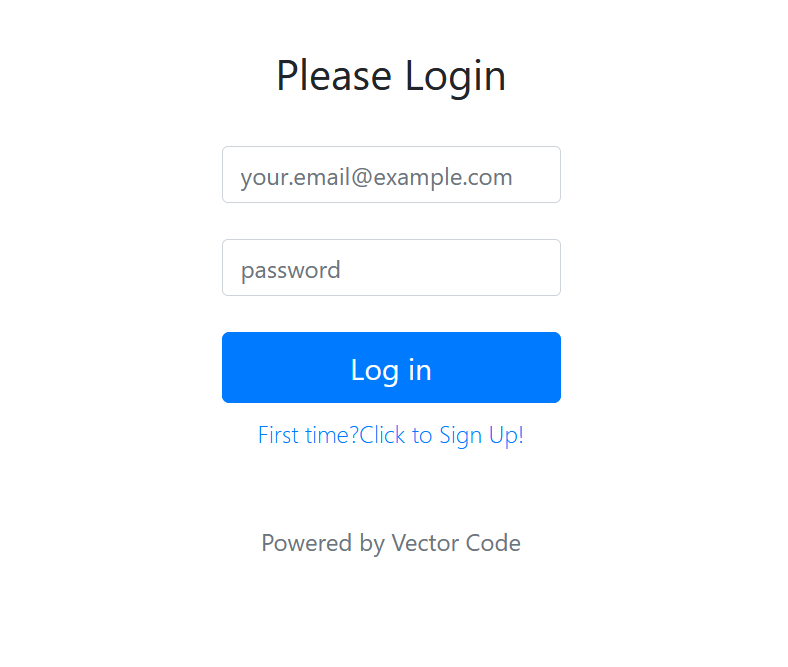 Please Login
your.email@example.com
password
Log in
First time?Click to Sign Up!
Powered by Vector Code